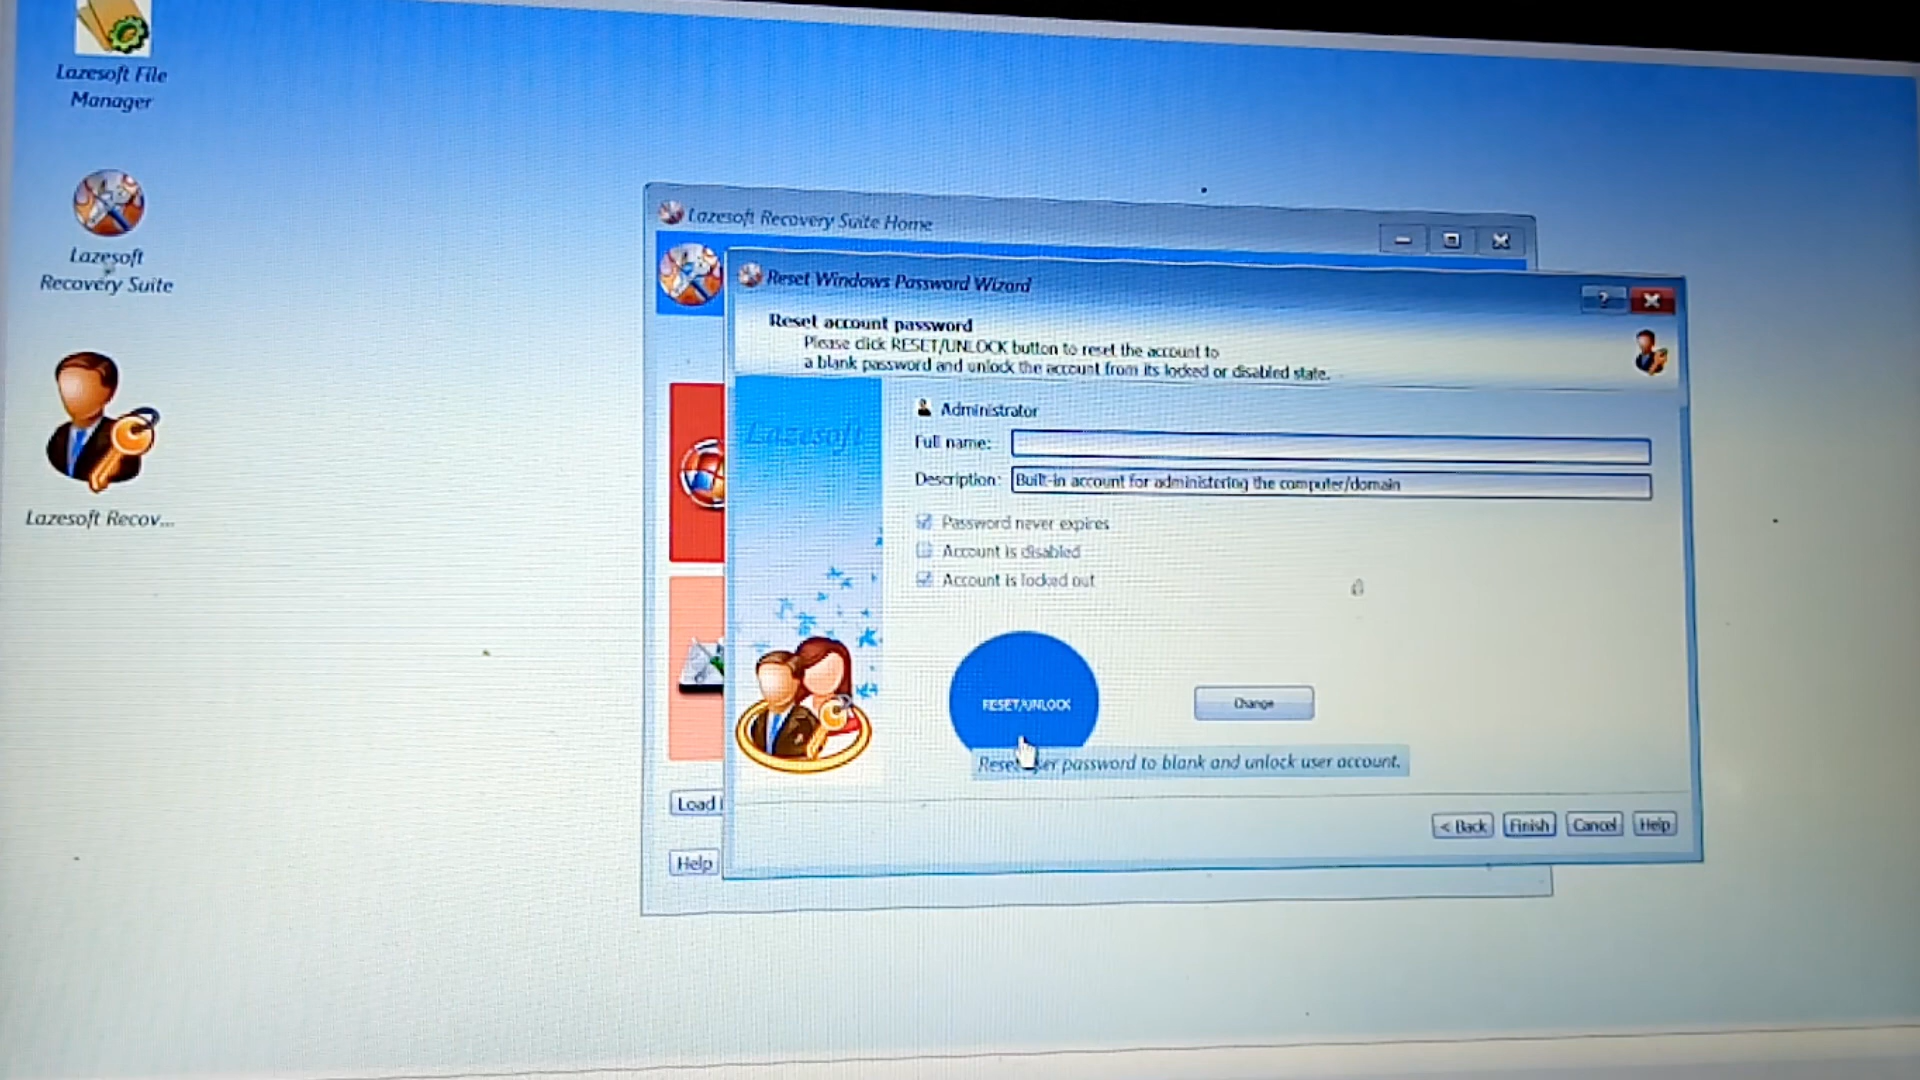 Lazesoft File
Manager
Lazesoft
Recovery Suite
Lazesoft Recov...
Lazesoft Recovery Suite Home
Reset Windows Password Wizard
Reset account password
Please click RESET/UNLOCK button to reset the account to
a blank password and unlock the account from its locked or disabled state.
Lazesoft
Administrator
Full name:
Description: Built-in account for administering the computer/domain
Password never expires
Account is disabled
Account is locked out
RESET/UNLOCK
Change
Reset user password to blank and unlock user account.
Load
< Back Finish Cancel Help
Help